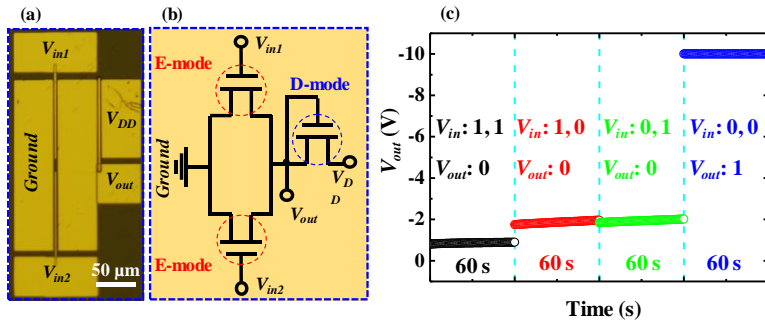 (a)
V_in1
V_DD
Ground
V_out
V_in2
50 μm
(b)
V_in1
E-mode
D-mode
Ground
V_D
D
V_out
E-mode
V_in2
(c)
V_out (V)
-10
-8
-6
-4
-2
0
V_in: 1, 1
V_out: 0
V_in: 1, 0
V_out: 0
V_in: 0, 1
V_out: 0
V_in: 0, 0
V_out: 1
60 s
60 s
60 s
60 s
Time (s)